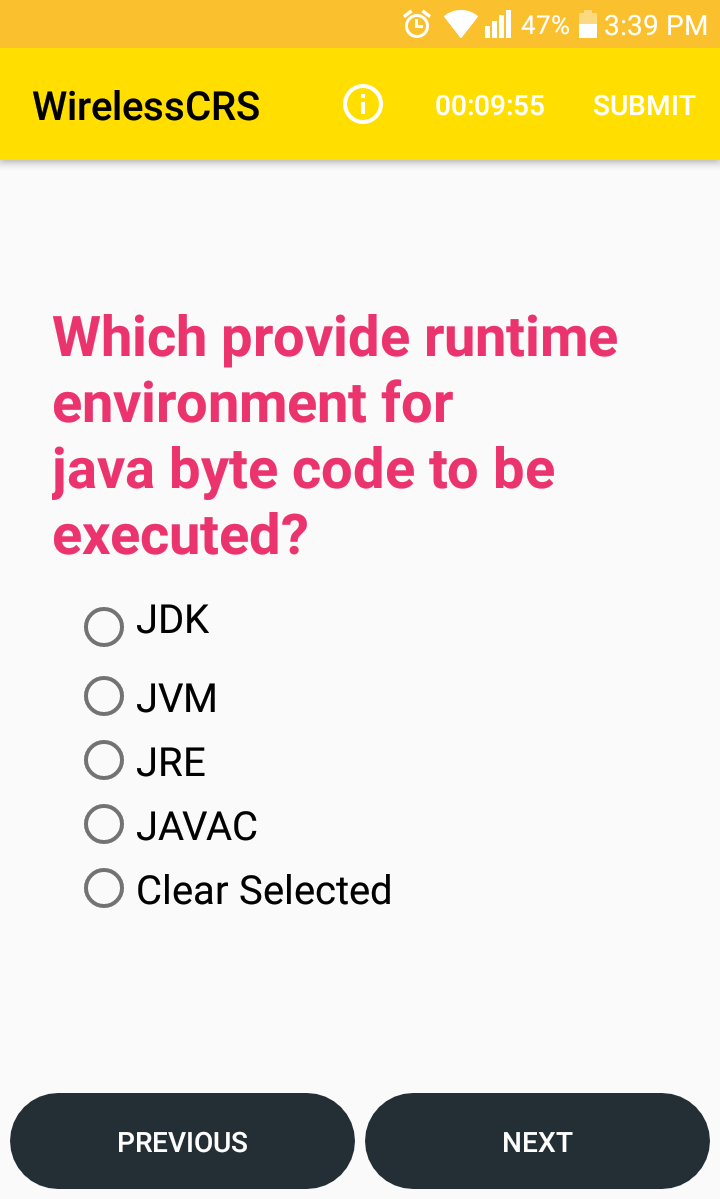 47% 3:39 PM
WirelessCRS 00:09:55 SUBMIT
Which provide runtime
environment for
java byte code to be
executed?
JDK
JVM
JRE
JAVAC
Clear Selected
PREVIOUS NEXT